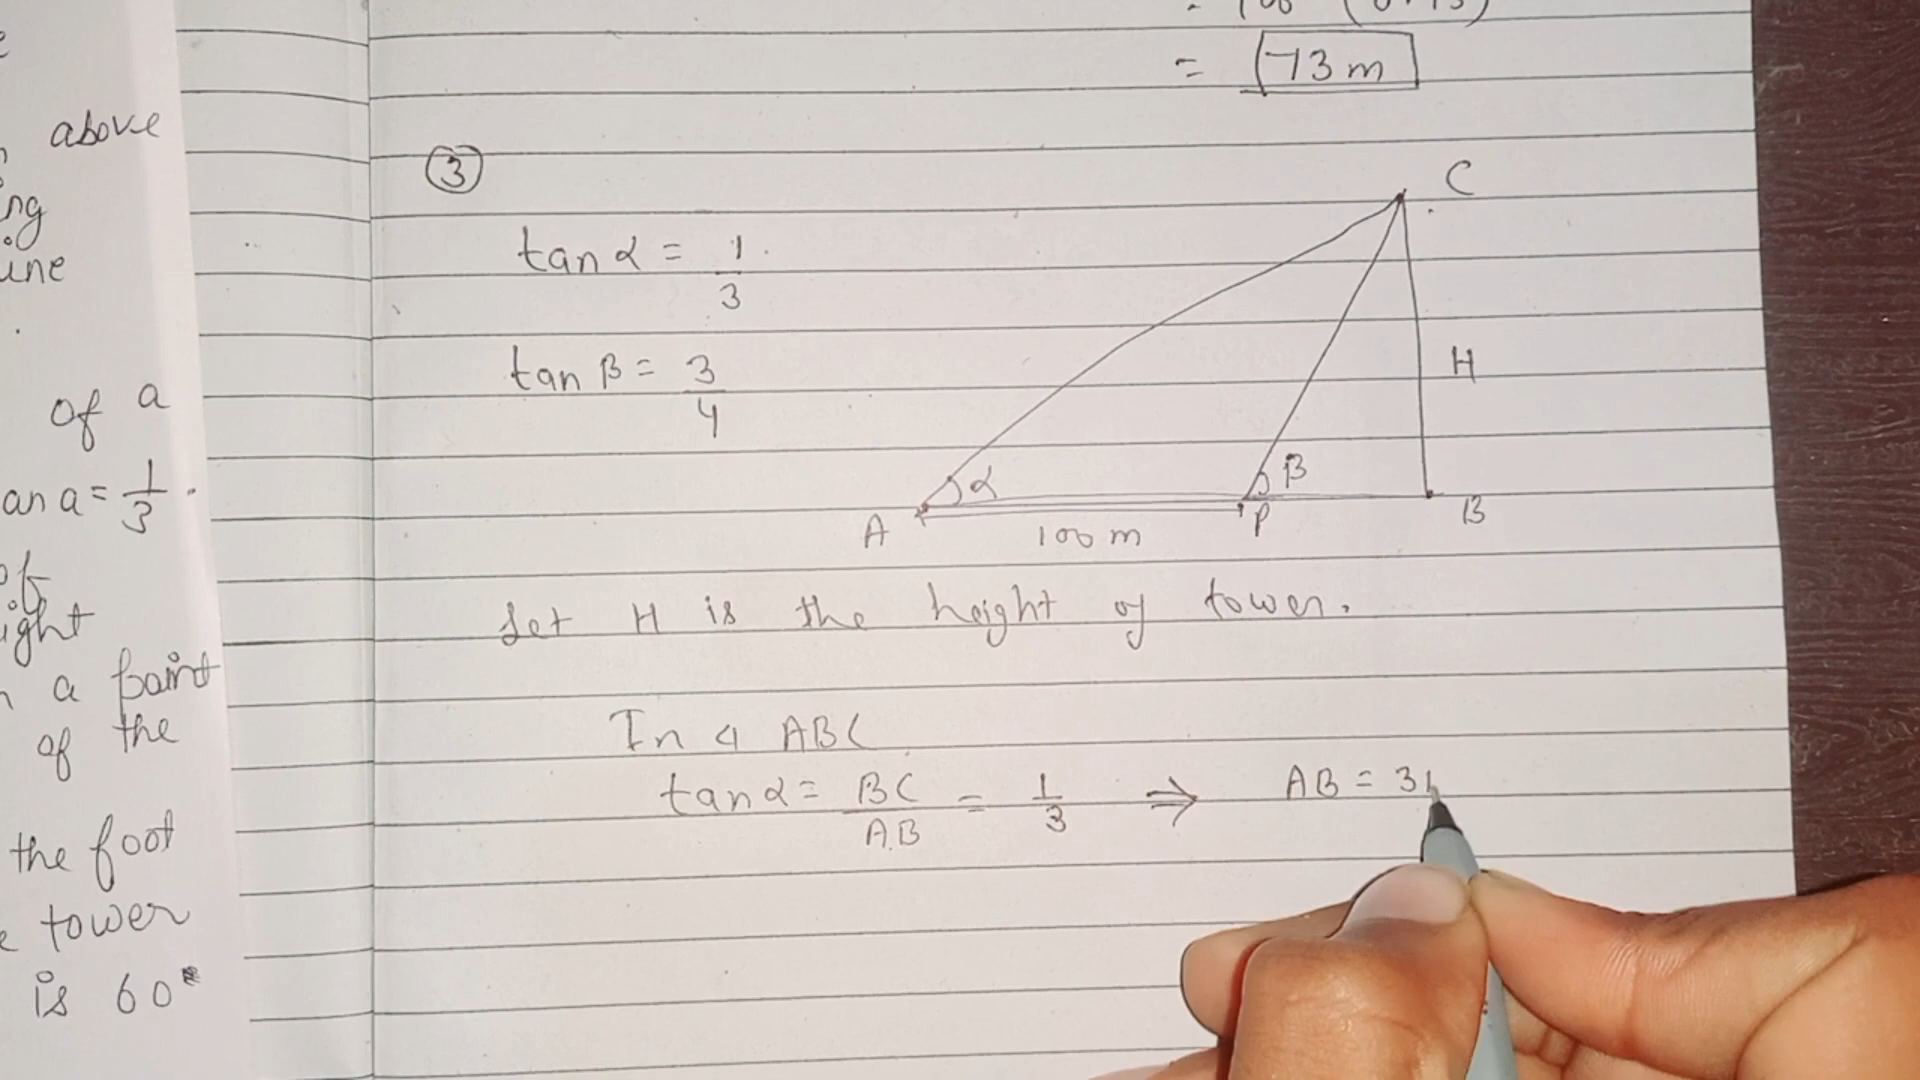 = 73 m
above
ng
une
of a
an a = 1/3 .
ight
a point
of the
the foot
tower
is 60°
③
tan α = 1/3
tan β = 3/4
C
H
α
β
A
100 m
P
B
Let H is the height of tower.
In Δ ABC
tan α = BC/AB = 1/3 ⇒ AB = 3